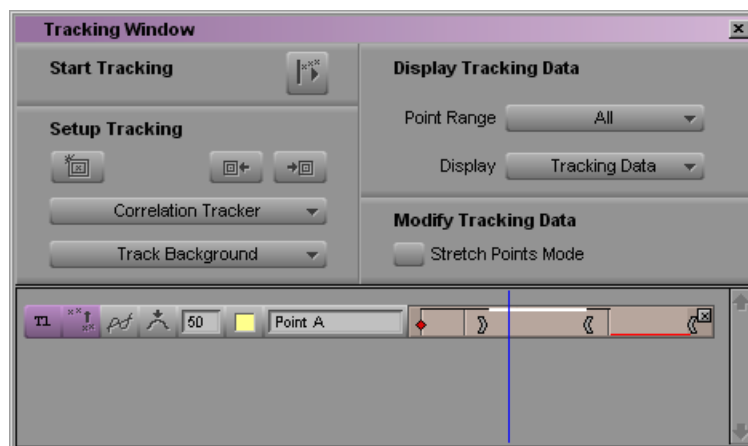 Tracking Window
Start Tracking
Setup Tracking
Correlation Tracker
Track Background
Display Tracking Data
Point Range All
Display Tracking Data
Modify Tracking Data
Stretch Points Mode
T1 50 Point A